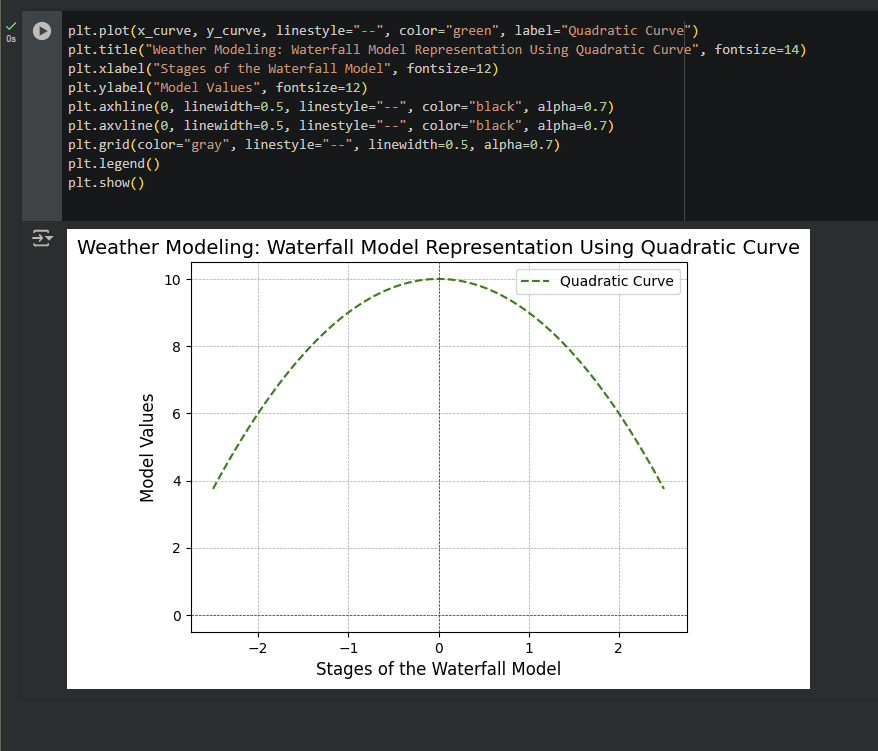 plt.plot(x_curve, y_curve, linestyle="--", color="green", label="Quadratic Curve")
plt.title("Weather Modeling: Waterfall Model Representation Using Quadratic Curve", fontsize=14)
plt.xlabel("Stages of the Waterfall Model", fontsize=12)
plt.ylabel("Model Values", fontsize=12)
plt.axhline(0, linewidth=0.5, linestyle="--", color="black", alpha=0.7)
plt.axvline(0, linewidth=0.5, linestyle="--", color="black", alpha=0.7)
plt.grid(color="gray", linestyle="--", linewidth=0.5, alpha=0.7)
plt.legend()
plt.show()
0s
Weather Modeling: Waterfall Model Representation Using Quadratic Curve
Quadratic Curve
10
8
6
4
2
0
Model Values
−2 −1 0 1 2
Stages of the Waterfall Model